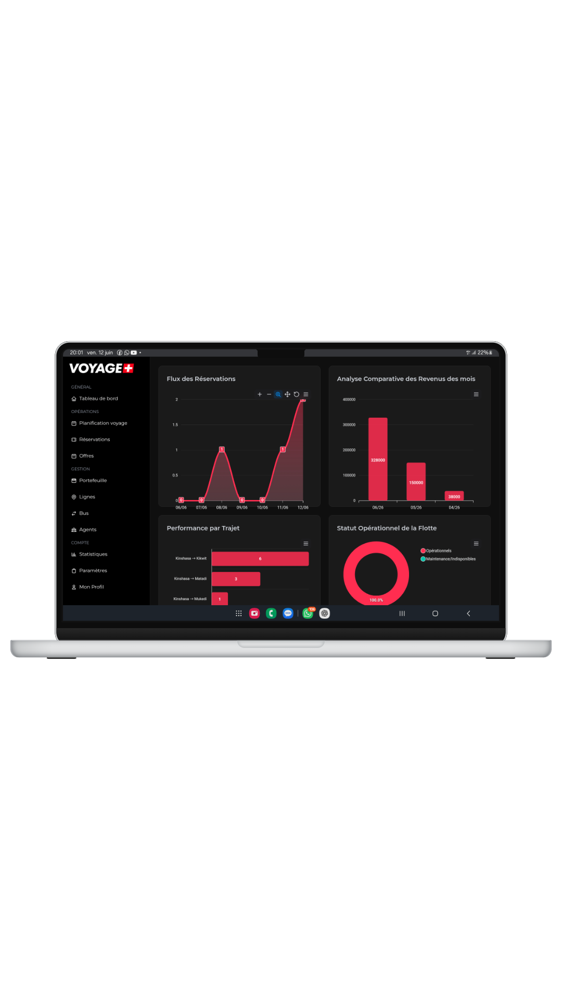 20:01 ven. 12 juin
22%
VOYAGE+
GÉNÉRAL
Tableau de bord
OPÉRATIONS
Planification voyage
Réservations
Offres
GESTION
Portefeuille
Lignes
Bus
Agents
COMPTE
Statistiques
Paramètres
Mon Profil
Flux des Réservations
2
1.5
1
0.5
0
0 0 1 0 0 1
06/06 07/06 08/06 09/06 10/06 11/06 12/06
Analyse Comparative des Revenus des mois
400000
300000
200000
100000
0
328000
150000
38000
06/26 05/26 04/26
Performance par Trajet
Kinshasa → Kikwit 6
Kinshasa → Matadi 3
Kinshasa → Mukedi 1
Statut Opérationnel de la Flotte
Opérationnels
Maintenance/Indisponibles
100.0%
106